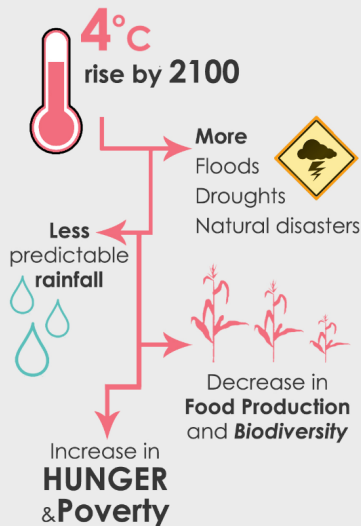 4°C
rise by 2100
More
Floods
Droughts
Natural disasters
Less
predictable
rainfall
Decrease in
Food Production
and Biodiversity
Increase in
HUNGER
&Poverty